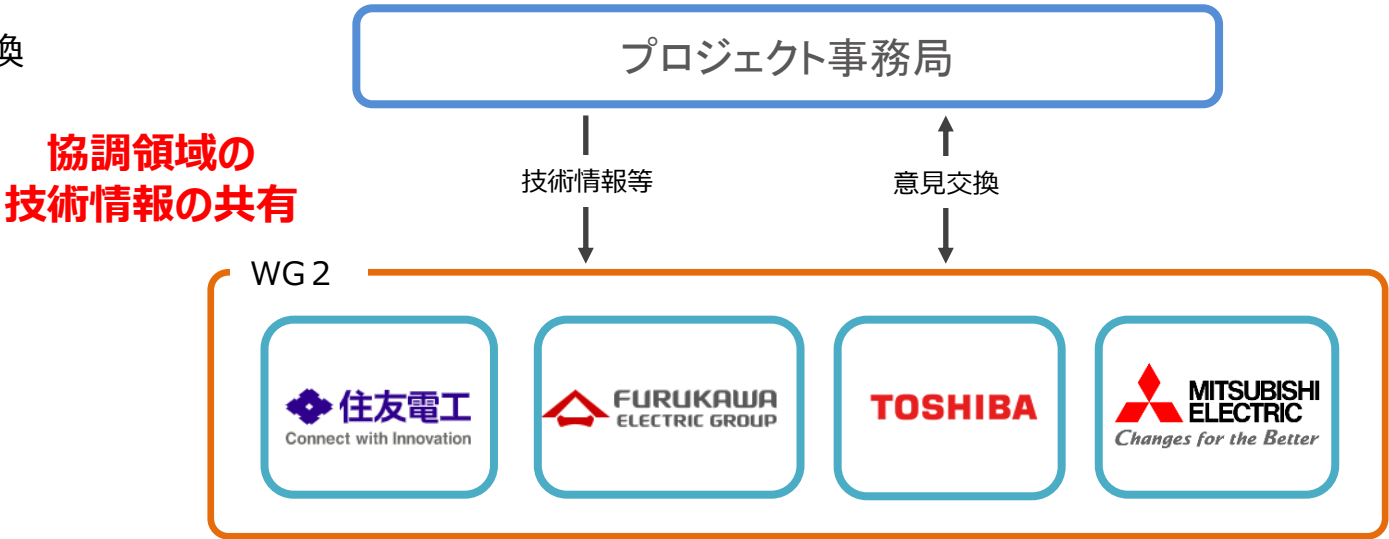 換
プロジェクト事務局
協調領域の
技術情報の共有
技術情報等
意見交換
WG2
住友電工
Connect with Innovation
FURUKAWA
ELECTRIC GROUP
TOSHIBA
MITSUBISHI
ELECTRIC
Changes for the Better